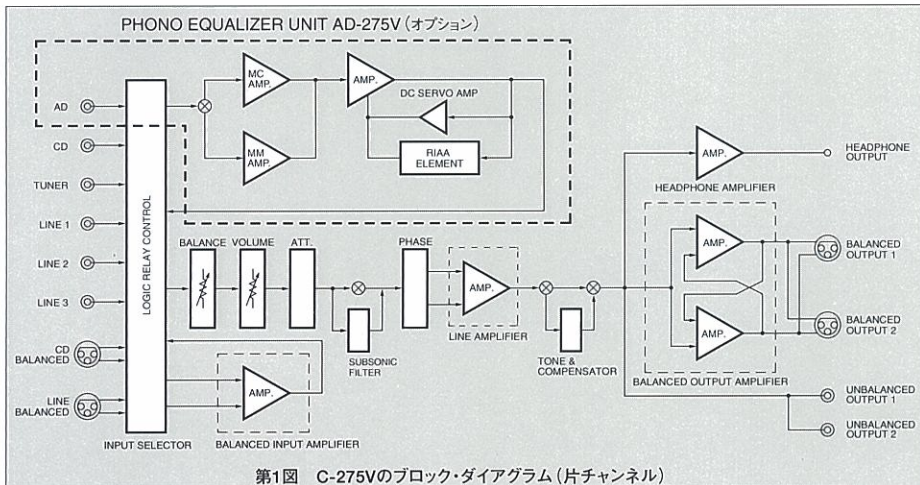 PHONO EQUALIZER UNIT AD-275V (オプション)
AD
CD
TUNER
LINE 1
LINE 2
LINE 3
CD
BALANCED
LINE
BALANCED
LOGIC RELAY CONTROL
INPUT SELECTOR
MC
AMP.
MM
AMP.
AMP.
DC SERVO AMP
RIAA
ELEMENT
BALANCE
VOLUME
ATT.
SUBSONIC
FILTER
PHASE
AMP.
LINE AMPLIFIER
TONE &
COMPENSATOR
AMP.
BALANCED INPUT AMPLIFIER
AMP.
HEADPHONE AMPLIFIER
HEADPHONE
OUTPUT
AMP.
AMP.
BALANCED OUTPUT AMPLIFIER
BALANCED
OUTPUT 1
BALANCED
OUTPUT 2
UNBALANCED
OUTPUT 1
UNBALANCED
OUTPUT 2
第1図 C-275Vのブロック・ダイアグラム(片チャンネル)